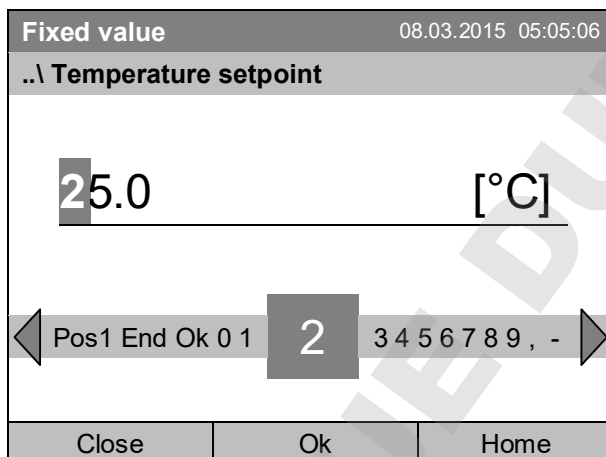 Fixed value 08.03.2015 05:05:06
..\ Temperature setpoint
25.0 [°C]
Pos1 End Ok 0 1 2 3 4 5 6 7 8 9 , -
Close Ok Home